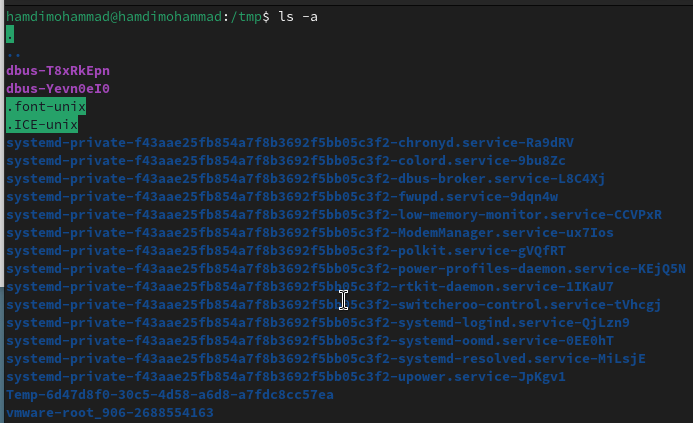 hamdimohammad@hamdimohammad:/tmp$ ls -a
.
..
dbus-T8xRkEpn
dbus-Yevn0eI0
.font-unix
.ICE-unix
systemd-private-f43aae25fb854a7f8b3692f5bb05c3f2-chronyd.service-Ra9dRV
systemd-private-f43aae25fb854a7f8b3692f5bb05c3f2-colord.service-9bu8Zc
systemd-private-f43aae25fb854a7f8b3692f5bb05c3f2-dbus-broker.service-L8C4Xj
systemd-private-f43aae25fb854a7f8b3692f5bb05c3f2-fwupd.service-9dqn4w
systemd-private-f43aae25fb854a7f8b3692f5bb05c3f2-low-memory-monitor.service-CCVPxR
systemd-private-f43aae25fb854a7f8b3692f5bb05c3f2-ModemManager.service-ux7Ios
systemd-private-f43aae25fb854a7f8b3692f5bb05c3f2-polkit.service-gVQfRT
systemd-private-f43aae25fb854a7f8b3692f5bb05c3f2-power-profiles-daemon.service-KEjQ5N
systemd-private-f43aae25fb854a7f8b3692f5bb05c3f2-rtkit-daemon.service-1IKaU7
systemd-private-f43aae25fb854a7f8b3692f5bb05c3f2-switcheroo-control.service-tVhcgj
systemd-private-f43aae25fb854a7f8b3692f5bb05c3f2-systemd-logind.service-QjLzn9
systemd-private-f43aae25fb854a7f8b3692f5bb05c3f2-systemd-oomd.service-0EE0hT
systemd-private-f43aae25fb854a7f8b3692f5bb05c3f2-systemd-resolved.service-MiLsjE
systemd-private-f43aae25fb854a7f8b3692f5bb05c3f2-upower.service-JpKgv1
Temp-6d47d8f0-30c5-4d58-a6d8-a7fdc8cc57ea
vmware-root_906-2688554163